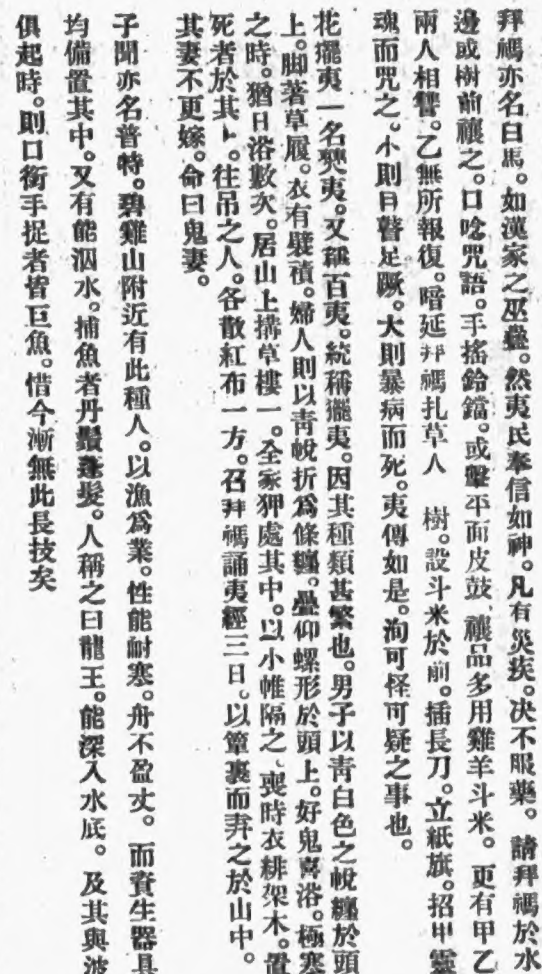 拜禡亦名白馬。如漢家之巫蠱。然夷民奉信如神。凡有災疾。决不服藥。請拜禡於水
邊或樹前禳之。口唸咒語。手搖鈴鐺。或擊平面皮鼓、禳品多用雞羊斗米。更有甲乙
兩人相讐。乙無所報復。暗延拜禡扎草人 樹。設斗米於前。插長刀。立紙旗。招甲靈
魂而咒之。小則目瞽足蹶。大則暴病而死。夷傳如是。洵可怪可疑之事也。
花擺夷一名僰夷。又稱百夷。統稱擺夷。因其種類甚繁也。男子以青白色之帨纏於頭
上。脚著草履。衣有襞積。婦人則以青帨折爲條纏。疊仰螺形於頭上。好鬼喜浴。極寒
之時。猶日浴數次。居山上搆草樓一。全家狎處其中。以小帷隔之、喪時衣緋架木。置
死者於其上。往吊之人。各散紅布一方。召拜禡誦夷經三日。以簟裹而弃之於山中。
其妻不更嫁。命曰鬼妻。
子聞亦名普特。碧雞山附近有此種人。以漁爲業。性能耐寒。舟不盈丈。而資生器具
均備置其中。又有能泅水。捕魚者丹鬚蓬髮。人稱之曰龍王。能深入水底。及其與波
俱起時。則口銜手捉者皆巨魚。惜今漸無此長技矣